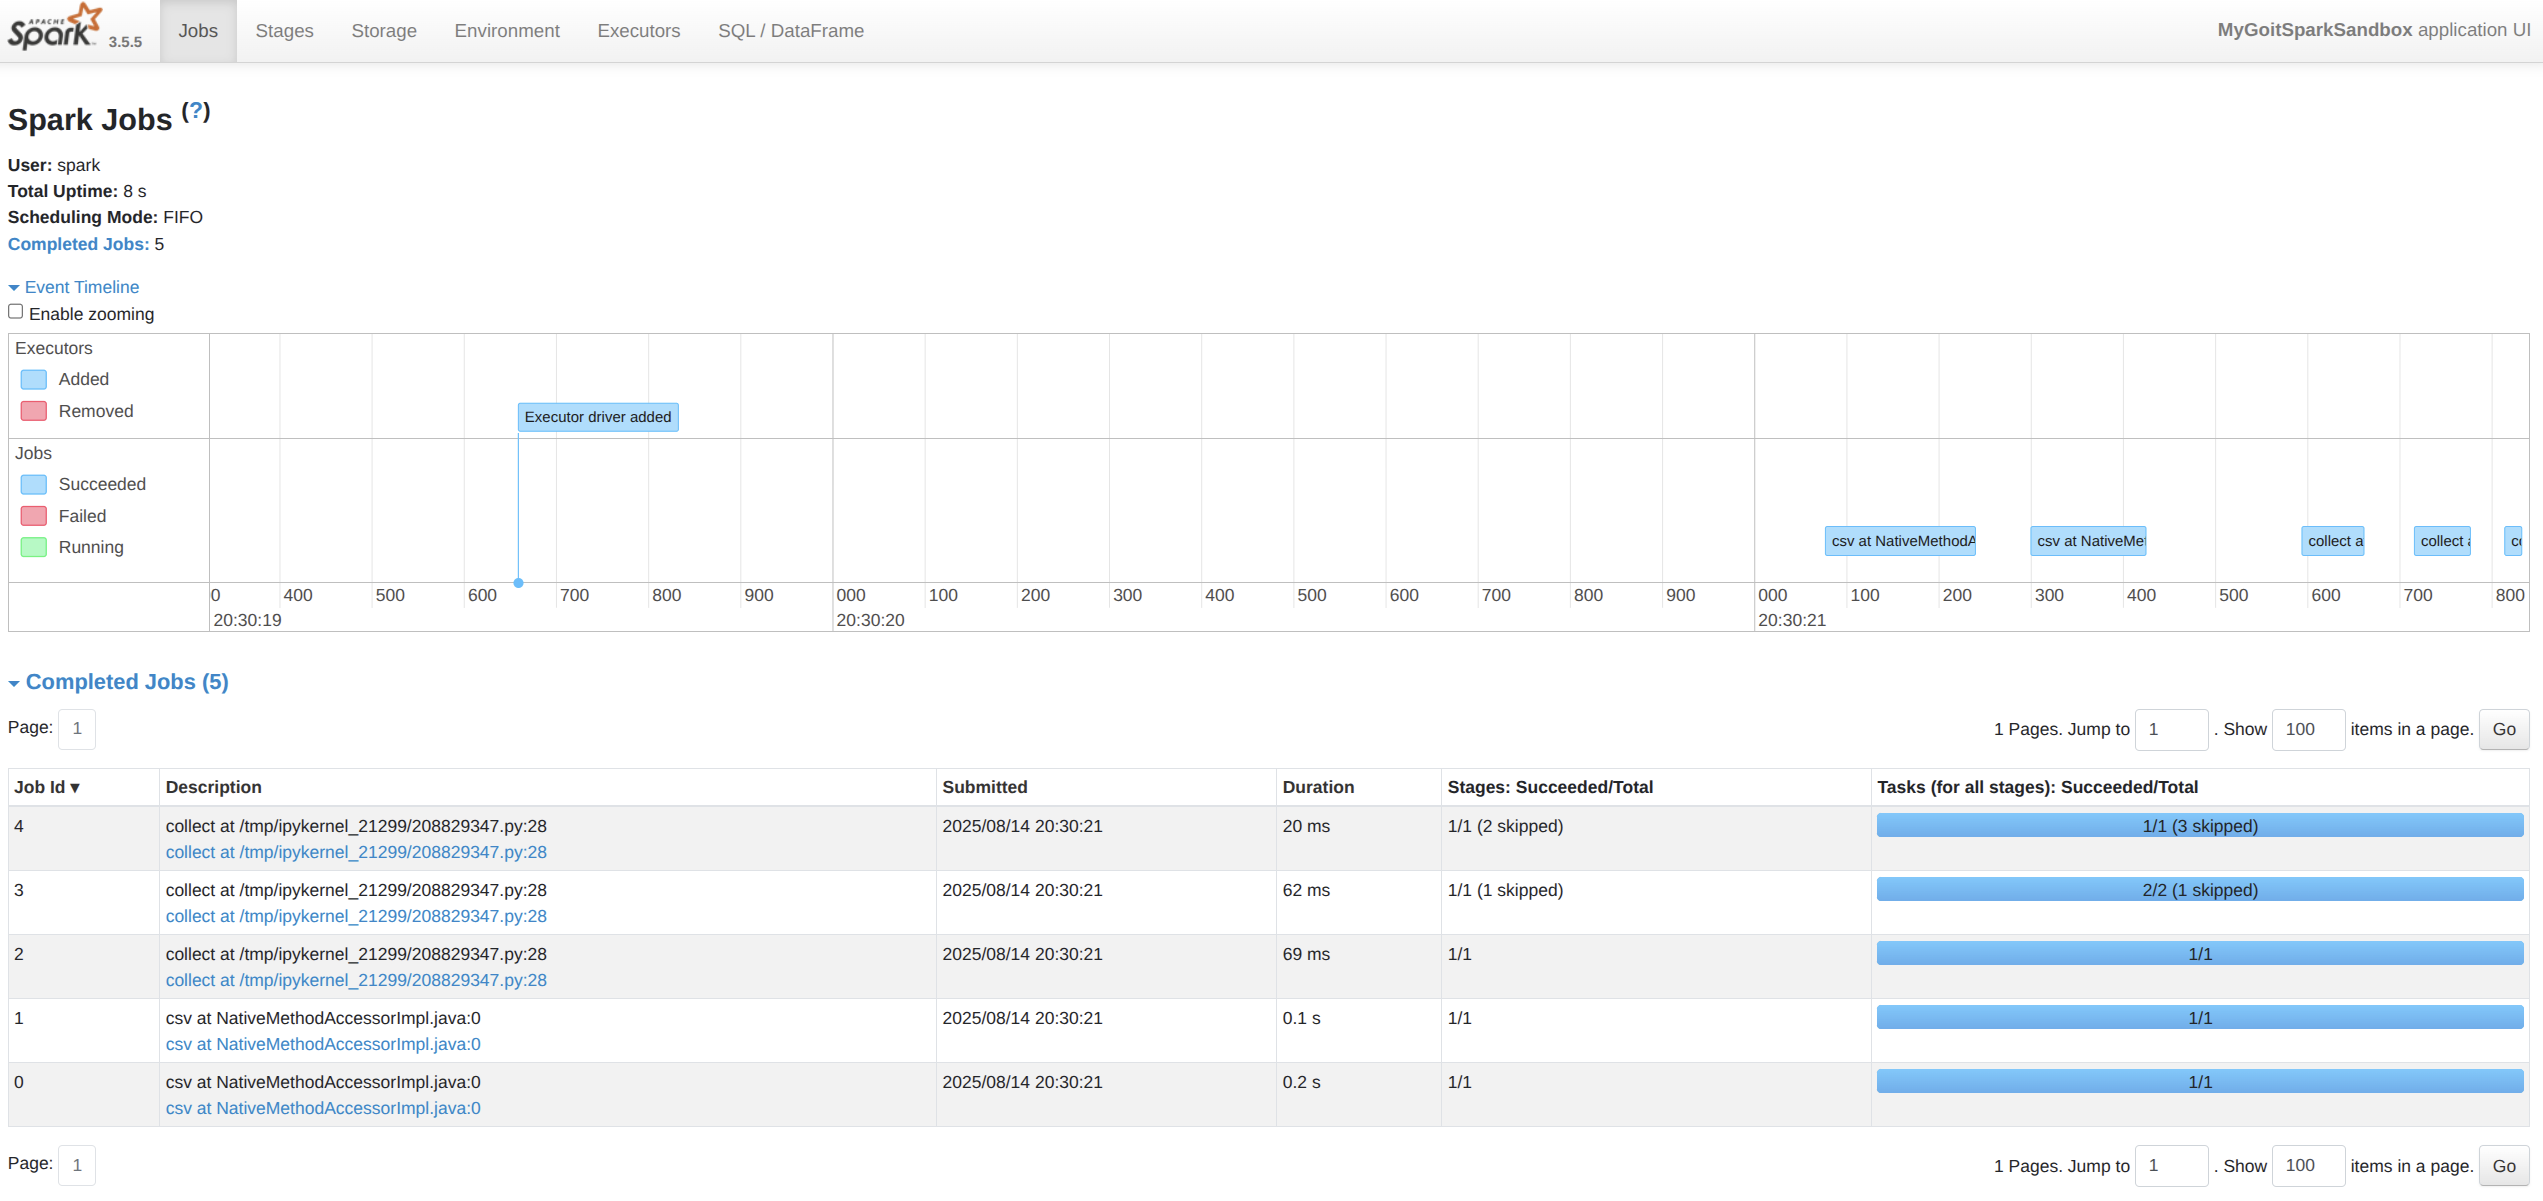 APACHE
Spark 3.5.5 Jobs Stages Storage Environment Executors SQL / DataFrame MyGoitSparkSandbox application UI
Spark Jobs (?)
User: spark
Total Uptime: 8 s
Scheduling Mode: FIFO
Completed Jobs: 5
Event Timeline
Enable zooming
Executors
Added
Removed
Executor driver added
Jobs
Succeeded
Failed
Running
csv at NativeMethodA csv at NativeMet collect a collect a co
0 400 500 600 700 800 900 000 100 200 300 400 500 600 700 800 900 000 100 200 300 400 500 600 700 800
20:30:19 20:30:20 20:30:21
Completed Jobs (5)
Page: 1 1 Pages. Jump to 1 . Show 100 items in a page. Go
Job Id ▾ Description Submitted Duration Stages: Succeeded/Total Tasks (for all stages): Succeeded/Total
4 collect at /tmp/ipykernel_21299/208829347.py:28 2025/08/14 20:30:21 20 ms 1/1 (2 skipped) 1/1 (3 skipped)
collect at /tmp/ipykernel_21299/208829347.py:28
3 collect at /tmp/ipykernel_21299/208829347.py:28 2025/08/14 20:30:21 62 ms 1/1 (1 skipped) 2/2 (1 skipped)
collect at /tmp/ipykernel_21299/208829347.py:28
2 collect at /tmp/ipykernel_21299/208829347.py:28 2025/08/14 20:30:21 69 ms 1/1 1/1
collect at /tmp/ipykernel_21299/208829347.py:28
1 csv at NativeMethodAccessorImpl.java:0 2025/08/14 20:30:21 0.1 s 1/1 1/1
csv at NativeMethodAccessorImpl.java:0
0 csv at NativeMethodAccessorImpl.java:0 2025/08/14 20:30:21 0.2 s 1/1 1/1
csv at NativeMethodAccessorImpl.java:0
Page: 1 1 Pages. Jump to 1 . Show 100 items in a page. Go